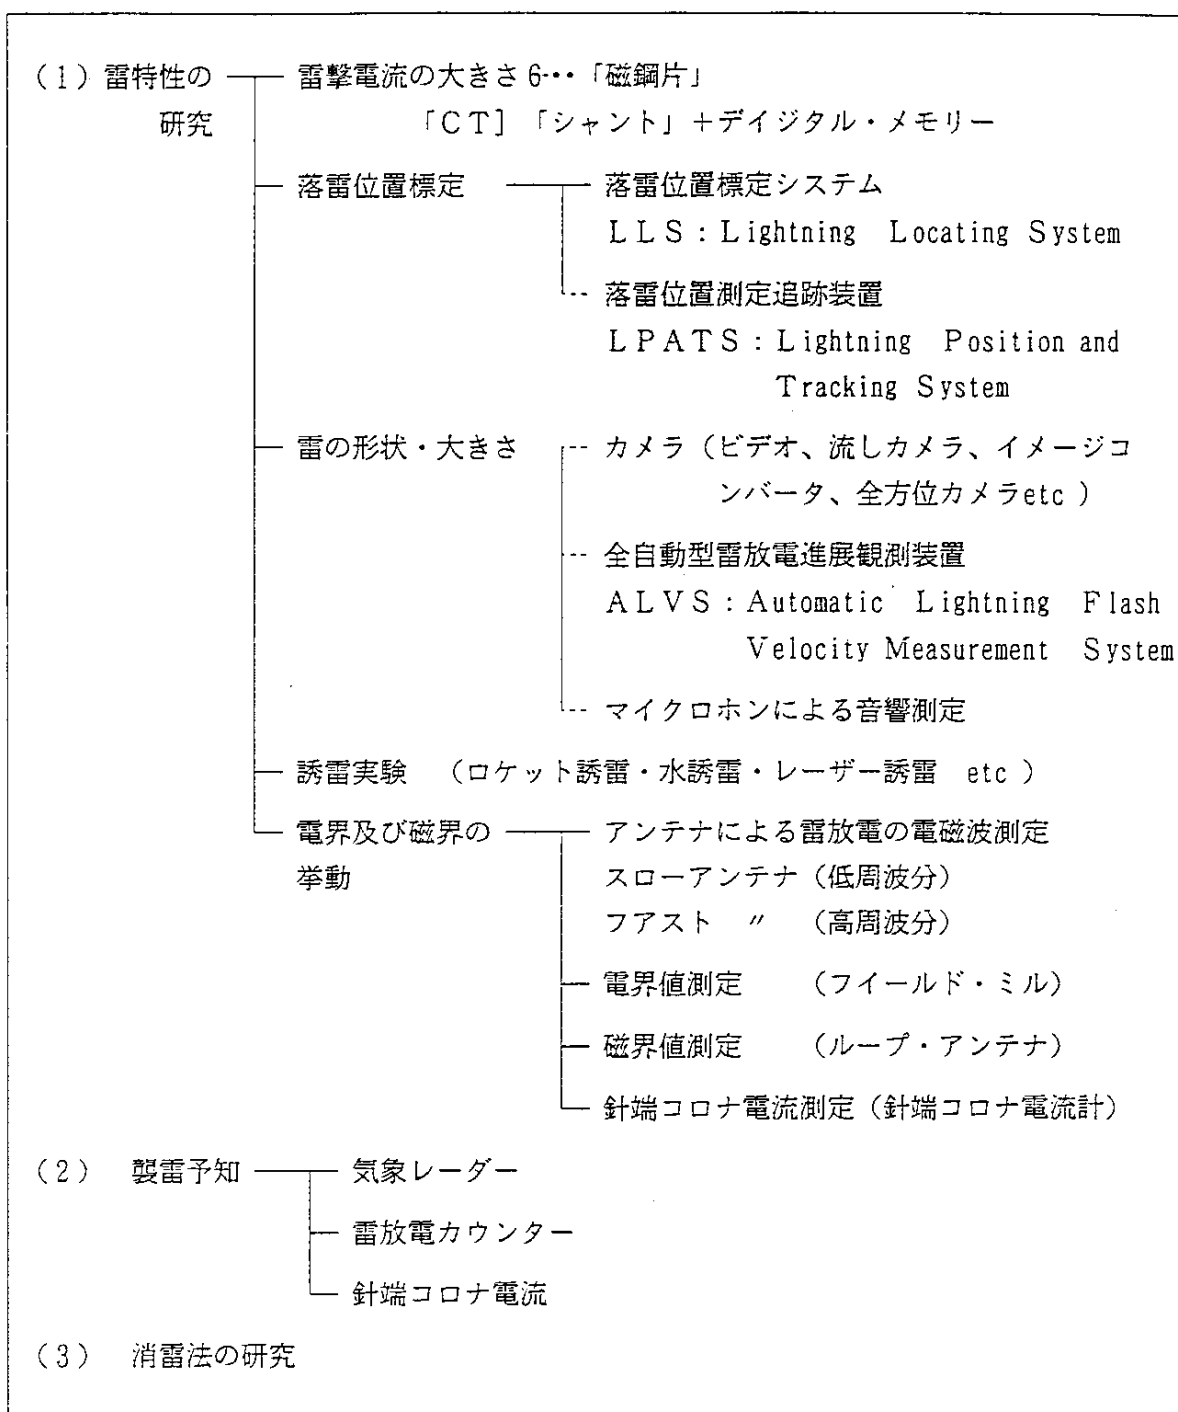 (1) 雷特性の 雷撃電流の大きさ6…「磁鋼片」
研究 「CT]「シャント」+デイジタル・メモリー
落雷位置標定 落雷位置標定システム
LLS:Lightning Locating System
落雷位置測定追跡装置
LPATS:Lightning Position and
Tracking System
雷の形状・大きさ カメラ(ビデオ、流しカメラ、イメージコ
ンバータ、全方位カメラetc)
全自動型雷放電進展観測装置
ALVS:Automatic Lightning Flash
Velocity Measurement System
マイクロホンによる音響測定
誘雷実験 (ロケット誘雷・水誘雷・レーザー誘雷 etc)
電界及び磁界の アンテナによる雷放電の電磁波測定
挙動 スローアンテナ(低周波分)
フアスト 〃 (高周波分)
電界値測定 (フイールド・ミル)
磁界値測定 (ループ・アンテナ)
針端コロナ電流測定(針端コロナ電流計)
(2) 襲雷予知 気象レーダー
雷放電カウンター
針端コロナ電流
(3) 消雷法の研究